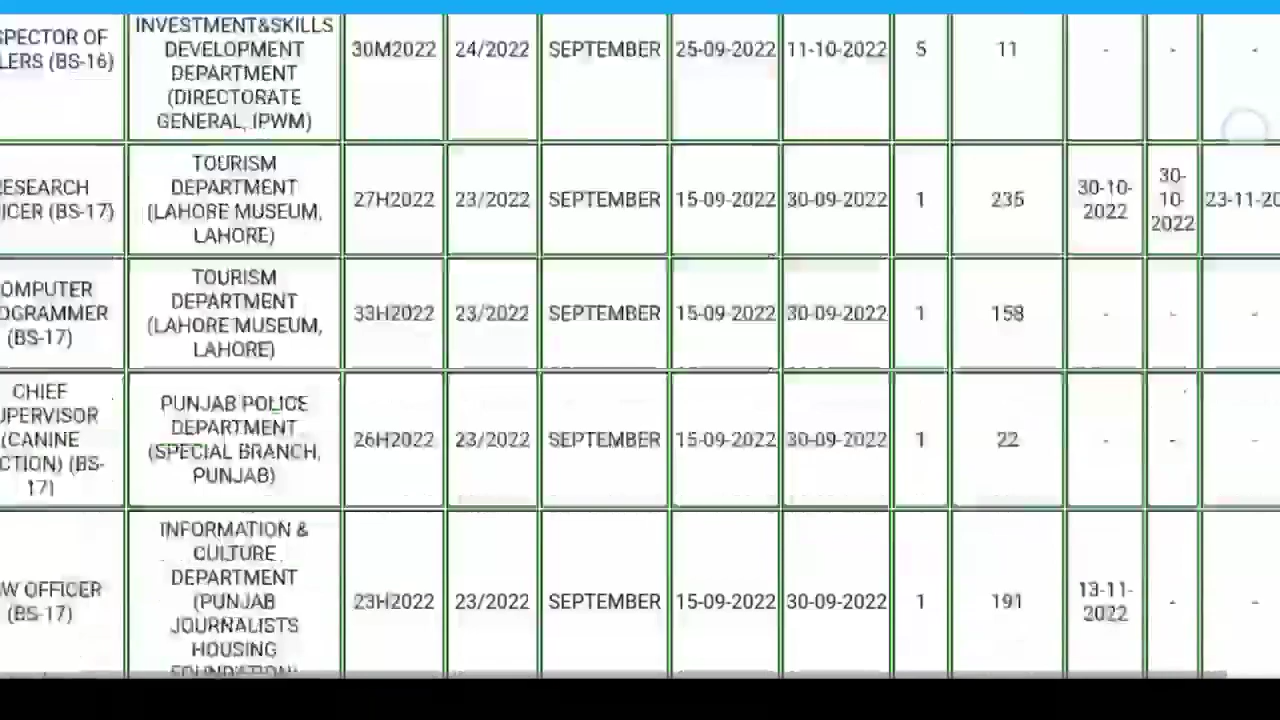 SPECTOR OF
LERS (BS-16)
INVESTMENT&SKILLS
DEVELOPMENT
DEPARTMENT
(DIRECTORATE
GENERAL, IPWM)
30M2022
24/2022
SEPTEMBER
25-09-2022
11-10-2022
5
11
-
-
-
ESEARCH
ICER (BS-17)
TOURISM
DEPARTMENT
(LAHORE MUSEUM,
LAHORE)
27H2022
23/2022
SEPTEMBER
15-09-2022
30-09-2022
1
235
30-10-
2022
30-
10-
2022
23-11-20
OMPUTER
OGRAMMER
(BS-17)
TOURISM
DEPARTMENT
(LAHORE MUSEUM,
LAHORE)
33H2022
23/2022
SEPTEMBER
15-09-2022
30-09-2022
1
158
-
-
-
CHIEF
UPERVISOR
(CANINE
CTION) (BS-
17)
PUNJAB POLICE
DEPARTMENT
(SPECIAL BRANCH,
PUNJAB)
26H2022
23/2022
SEPTEMBER
15-09-2022
30-09-2022
1
22
-
-
-
W OFFICER
(BS-17)
INFORMATION &
CULTURE
DEPARTMENT
(PUNJAB
JOURNALISTS
HOUSING
FOUNDATION)
23H2022
23/2022
SEPTEMBER
15-09-2022
30-09-2022
1
191
13-11-
2022
-
-